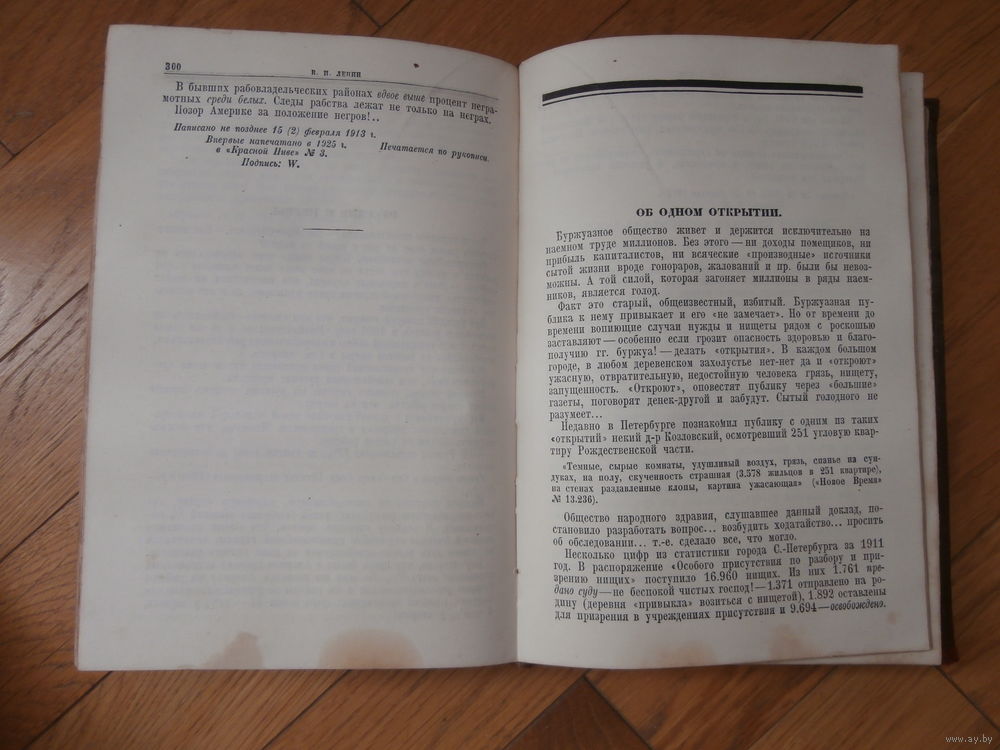 300
В. И. ЛЕНИН
В бывших рабовладельческих районах вдвое выше процент негра-
мотных среди белых. Следы рабства лежат не только на неграх.
Позор Америке за положение негров!..
Написано не позднее 15 (2) февраля 1913 г.
Впервые напечатано в 1925 г.
в «Красной Ниве» № 3.
Подпись: W.
Печатается по рукописи.
ОБ ОДНОМ ОТКРЫТИИ.
Буржуазное общество живет и держится исключительно на
наемном труде миллионов. Без этого — ни доходы помещиков, ни
прибыль капиталистов, ни всяческие «производные» источники
сытой жизни вроде гонораров, жалований и пр. были бы невоз-
можны. А той силой, которая загоняет миллионы в ряды наем-
ников, является голод.
Факт это старый, общеизвестный, избитый. Буржуазная пу-
блика к нему привыкает и его «не замечает». Но от времени до
времени вопиющие случаи нужды и нищеты рядом с роскошью
заставляют — особенно если грозит опасность здоровью и благо-
получию гг. буржуа! — делать «открытия». В каждом большом
городе, в любом деревенском захолустье нет-нет да и «откроют»
ужасную, отвратительную, недостойную человека грязь, нищету,
запущенность. «Откроют», оповестят публику через «большие»
газеты, поговорят денек-другой и забудут. Сытый голодного не
разумеет...
Недавно в Петербурге познакомил публику с одним из таких
«открытий» некий д-р Козловский, осмотревший 251 угловую квар-
тиру Рождественской части.
«Темные, сырые комнаты, удушливый воздух, грязь, спанье на сун-
дуках, на полу, скученность страшная (3.578 жильцов в 251 квартире),
на стенах раздавленные клопы, картина ужасающая» («Новое Время»
№ 13.236).
Общество народного здравия, слушавшее данный доклад, по-
становило разработать вопрос... возбудить ходатайство... просить
об обследовании... т.-е. сделало все, что могло.
Несколько цифр из статистики города С.-Петербурга за 1911
год. В распоряжение «Особого присутствия по разбору и при-
зрению нищих» поступило 16.960 нищих. Из них 1.761 пре-
дано суду — не беспокой чистых господ! — 1.371 отправлено на ро-
дину (деревня «привыкла» возиться с нищетой), 1.892 оставлены
для призрения в учреждениях присутствия и 9.694 — освобождено.
www.ay.by